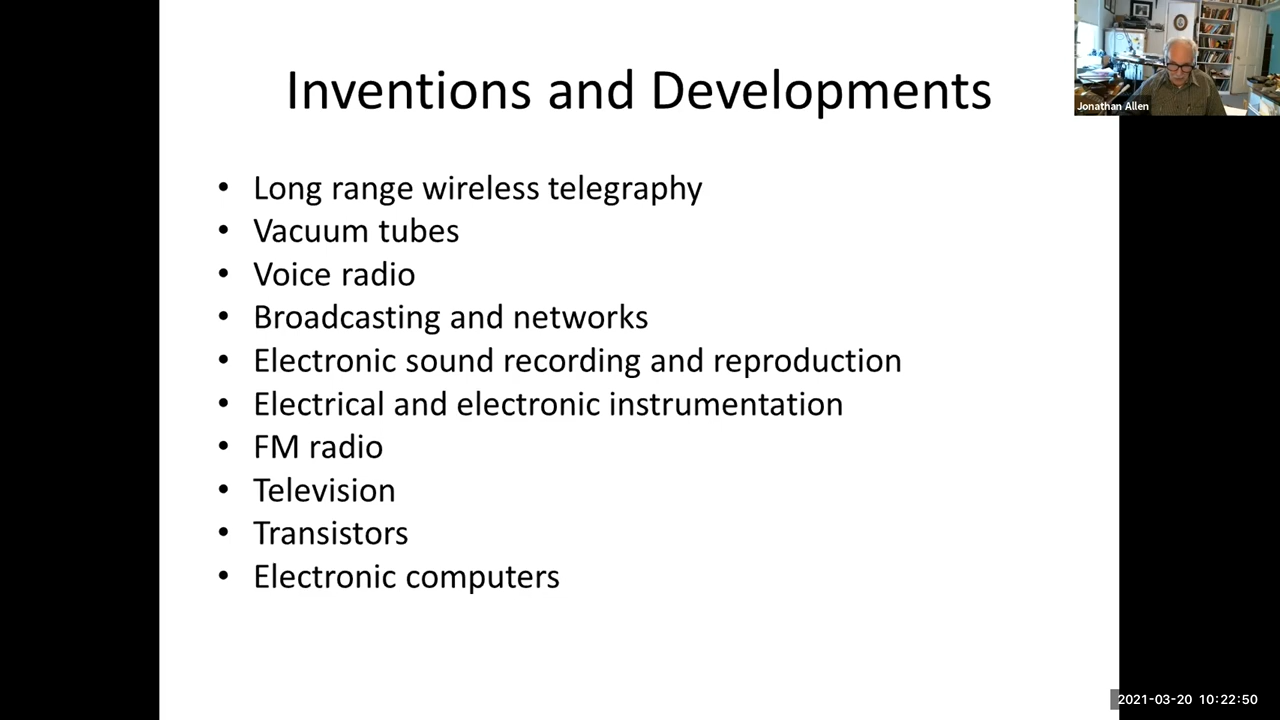 Inventions and Developments
Jonathan Allen
• Long range wireless telegraphy
• Vacuum tubes
• Voice radio
• Broadcasting and networks
• Electronic sound recording and reproduction
• Electrical and electronic instrumentation
• FM radio
• Television
• Transistors
• Electronic computers
2021-03-20 10:22:50